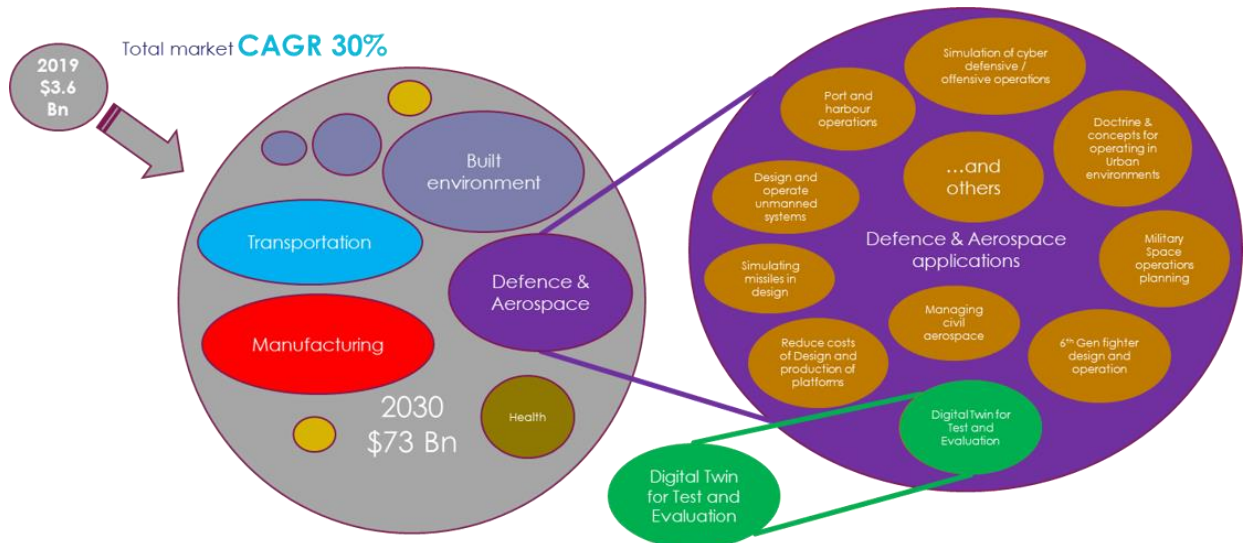 2019
$3.6
Bn
Total market CAGR 30%
Built
environment
Transportation
Defence &
Aerospace
Manufacturing
2030
$73 Bn
Health
Simulation of cyber
defensive /
offensive operations
Port and
harbour
operations
Doctrine &
concepts for
operating in
Urban
environments
...and
others
Design and
operate
unmanned
systems
Defence & Aerospace
applications
Military
Space
operations
planning
Simulating
missiles in
design
Managing
civil
aerospace
Reduce costs
of Design and
production of
platforms
6th Gen fighter
design and
operation
Digital Twin for
Test and
Evaluation
Digital Twin
for Test and
Evaluation